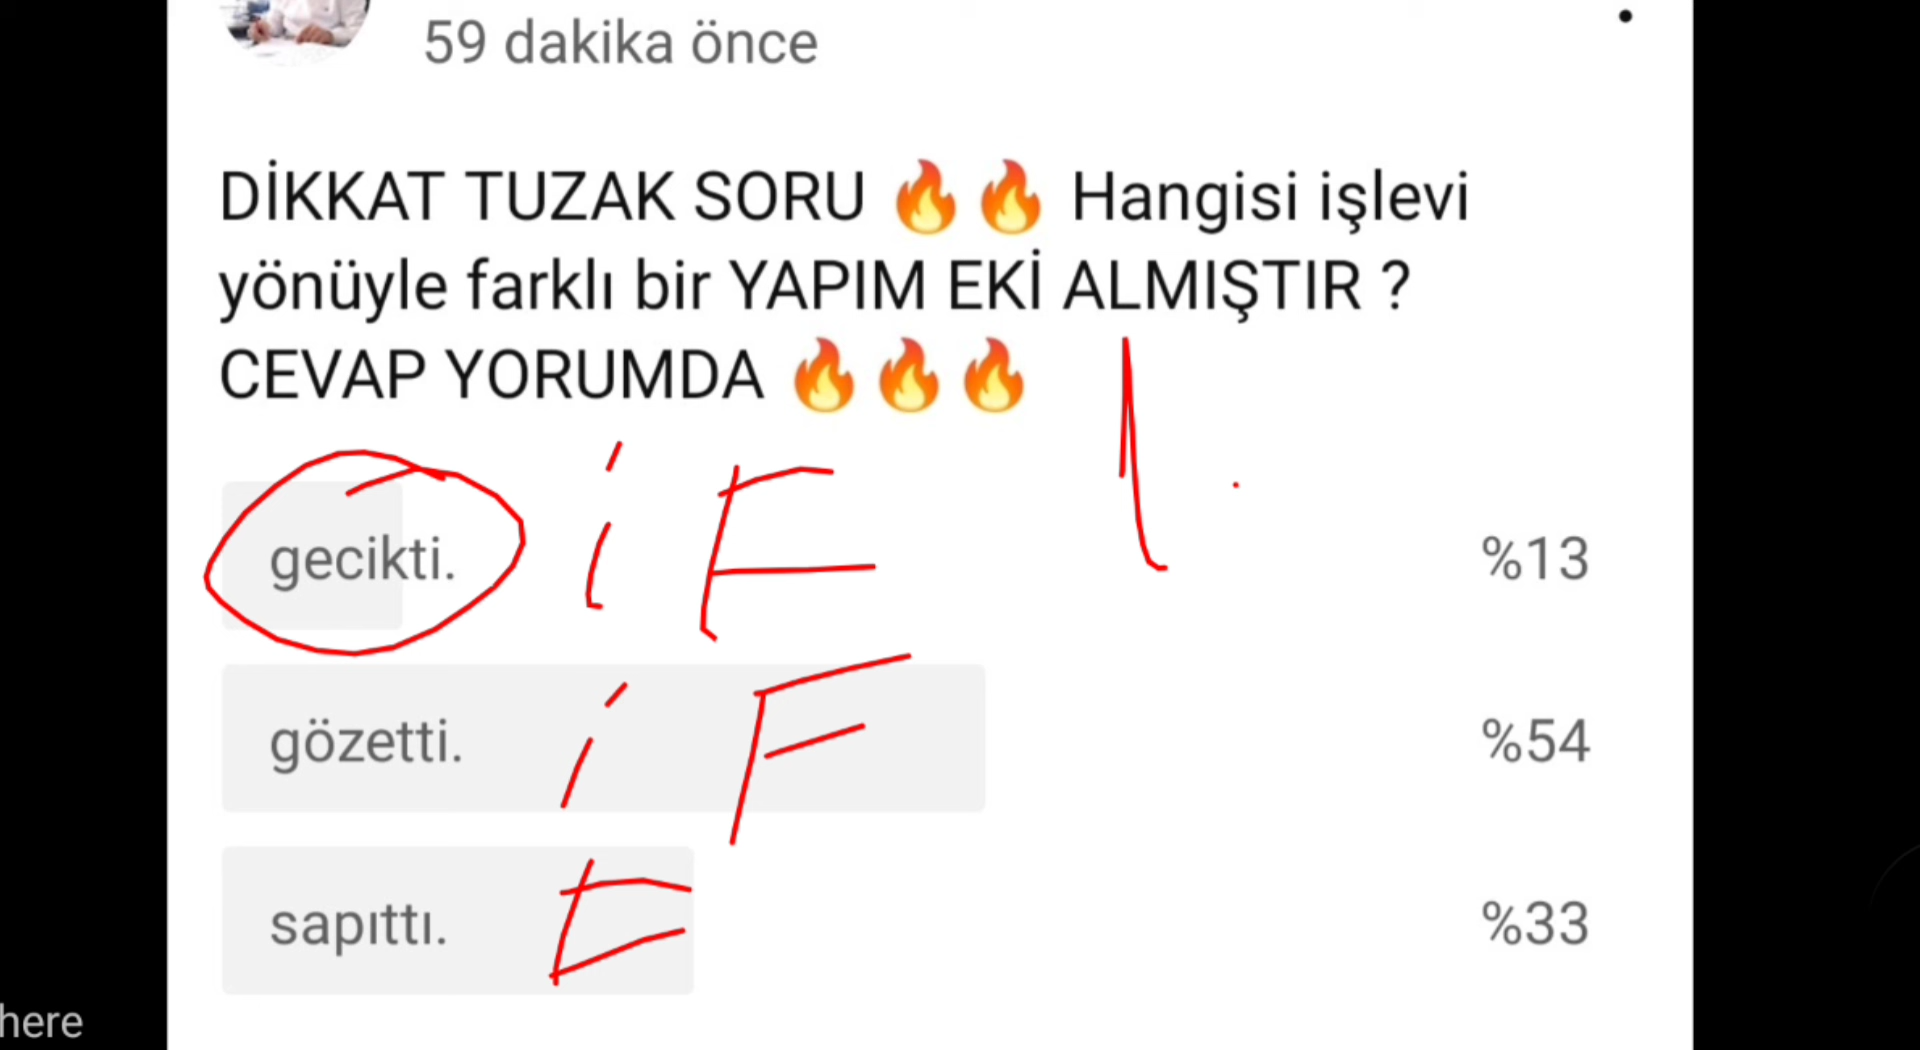 59 dakika önce
DİKKAT TUZAK SORU 🔥🔥 Hangisi işlevi
yönüyle farklı bir YAPIM EKİ ALMIŞTIR ?
CEVAP YORUMDA 🔥🔥🔥
gecikti. İ E %13
gözetti. İ F %54
sapıttı. E %33
here